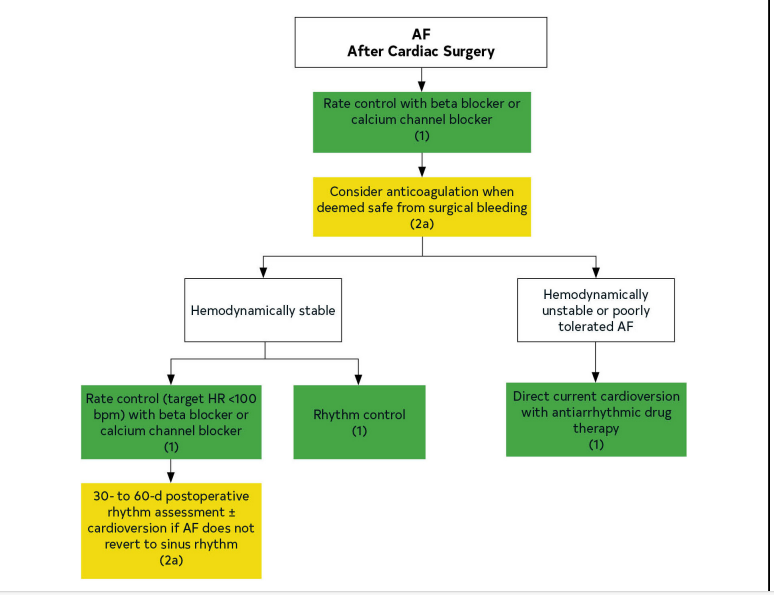 AF
After Cardiac Surgery
Rate control with beta blocker or
calcium channel blocker
(1)
Consider anticoagulation when
deemed safe from surgical bleeding
(2a)
Hemodynamically stable
Hemodynamically
unstable or poorly
tolerated AF
Rate control (target HR <100
bpm) with beta blocker or
calcium channel blocker
(1)
Rhythm control
(1)
Direct current cardioversion
with antiarrhythmic drug
therapy
(1)
30- to 60-d postoperative
rhythm assessment ±
cardioversion if AF does not
revert to sinus rhythm
(2a)